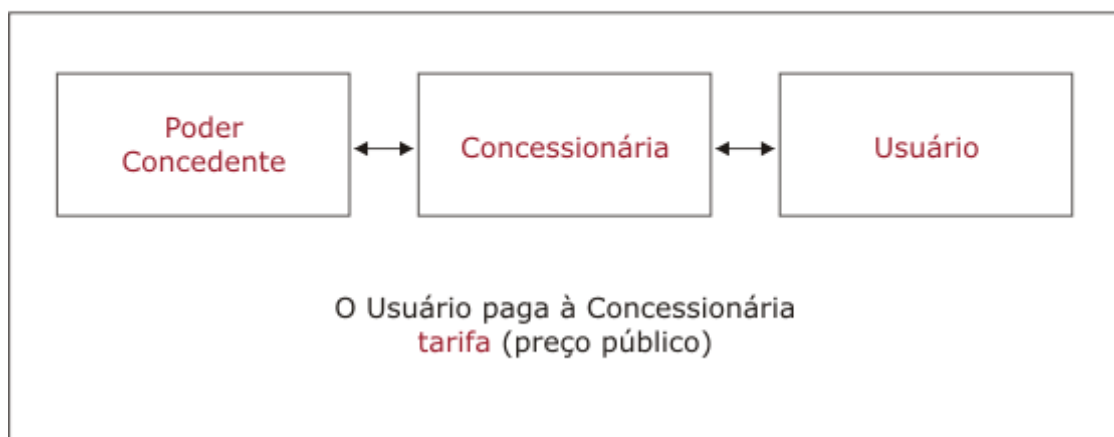 Poder
Concedente
Concessionária
Usuário
O Usuário paga à Concessionária
tarifa (preço público)